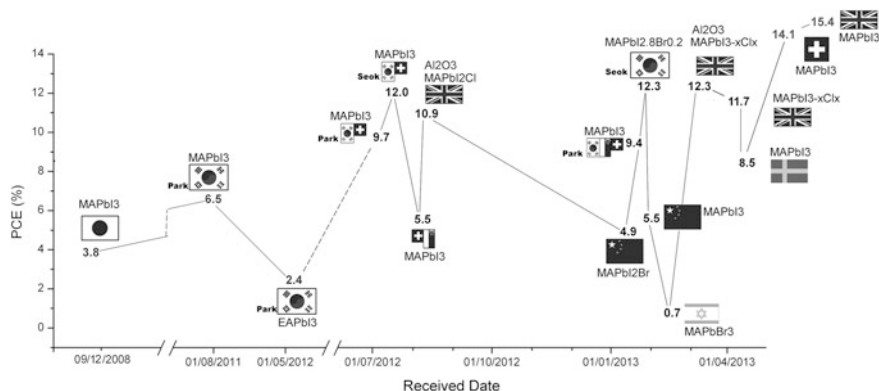 15.4
MAPbI3
14.1
MAPbI3
Al2O3
MAPbI3-xClx
MAPbI2.8Br0.2
Seok
12.3
12.3
11.7
MAPbI3-xClx
MAPbI3
Seok
12.0
Al2O3
MAPbI2Cl
10.9
MAPbI3
Park
9.7
MAPbI3
Park
9.4
8.5
MAPbI3
MAPbI3
Park
6.5
MAPbI3
3.8
5.5
MAPbI3
4.9
MAPbI2Br
5.5
MAPbI3
2.4
Park
EAPbI3
0.7
MAPbBr3
PCE (%)
14
12
10
8
6
4
2
0
09/12/2008
01/08/2011
01/05/2012
01/07/2012
01/10/2012
01/01/2013
01/04/2013
Received Date